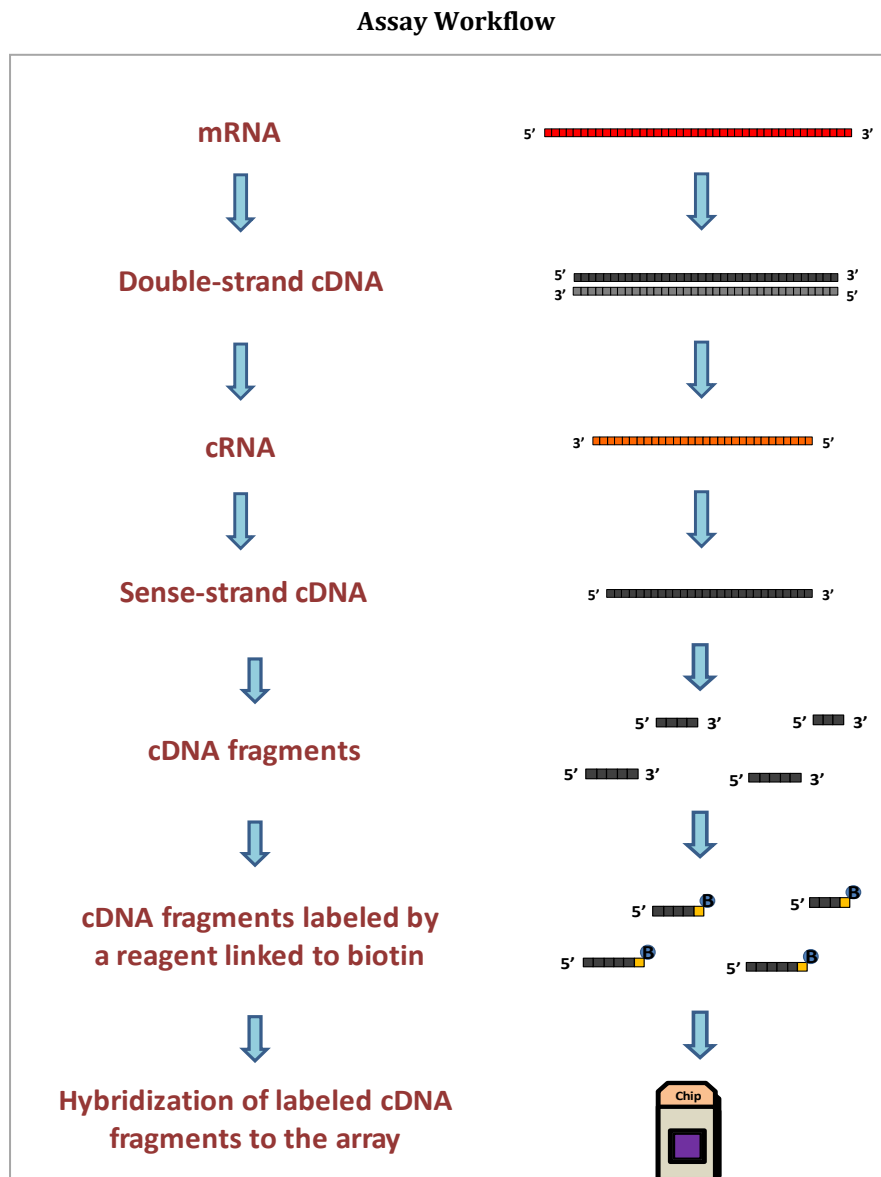 Assay Workflow
mRNA
5’ 3’
Double-strand cDNA
5’ 3’
3’ 5’
cRNA
3’ 5’
Sense-strand cDNA
5’ 3’
cDNA fragments
5’ 3’
5’ 3’
5’ 3’
5’ 3’
cDNA fragments labeled by
a reagent linked to biotin
5’ B
5’ B
5’ B
5’ B
Hybridization of labeled cDNA
fragments to the array
Chip